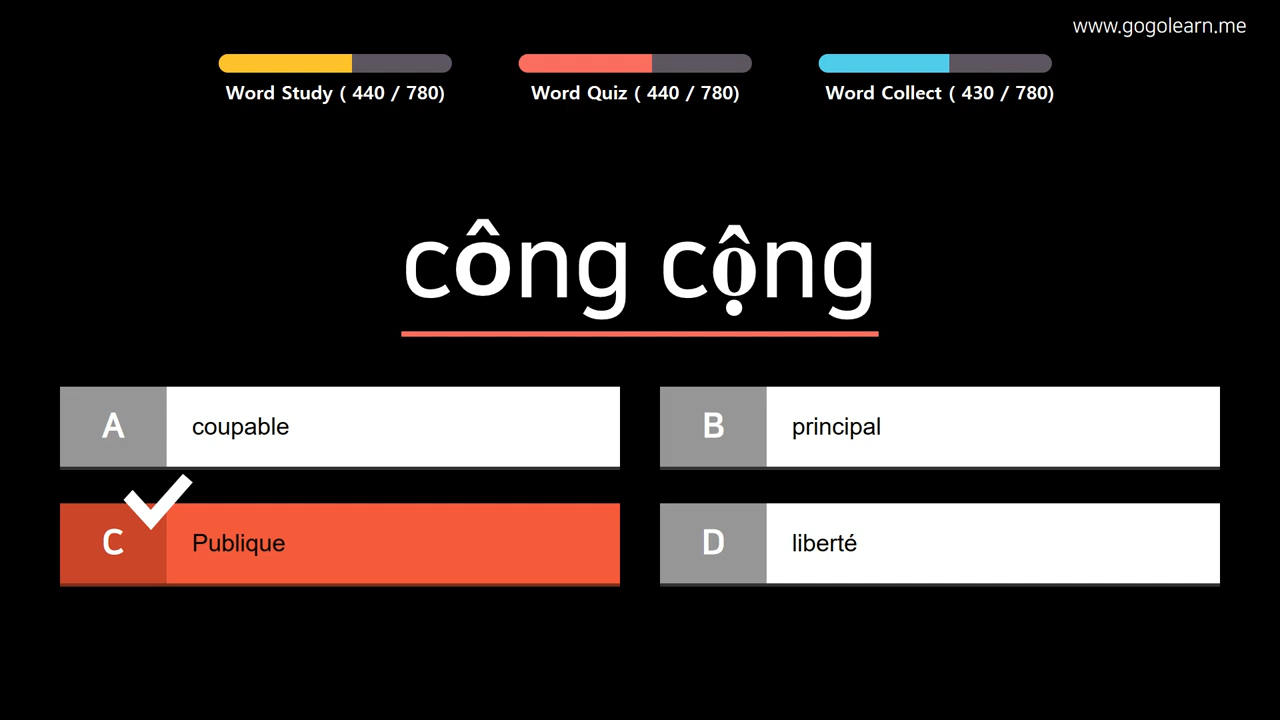 www.gogolearn.me
Word Study ( 440 / 780)
Word Quiz ( 440 / 780)
Word Collect ( 430 / 780)
công cộng
A coupable
B principal
C Publique
D liberté